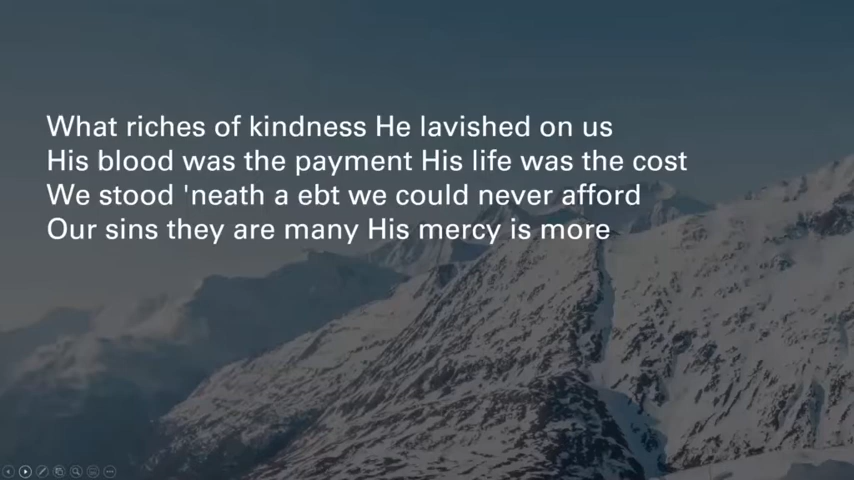 What riches of kindness He lavished on us
His blood was the payment His life was the cost
We stood 'neath a ebt we could never afford
Our sins they are many His mercy is more